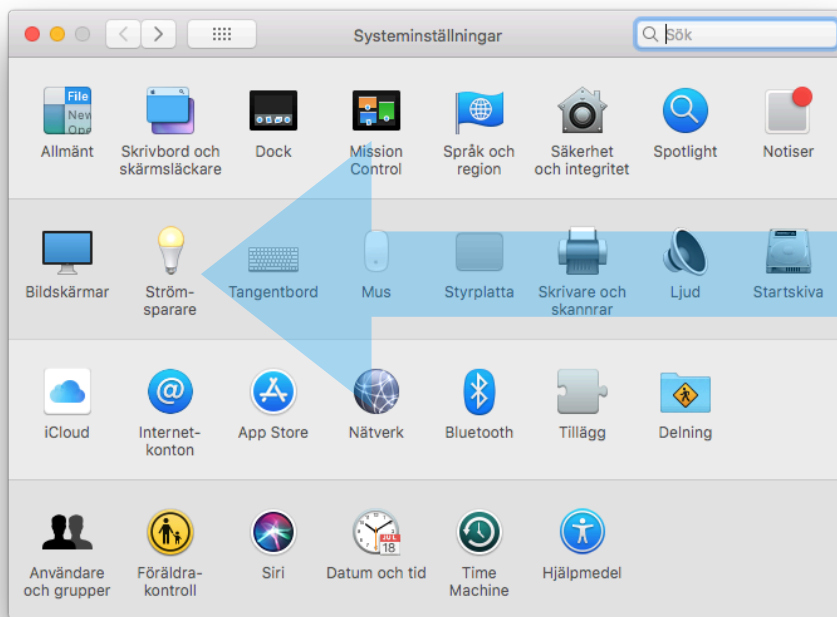 Systeminställningar
Sök
File
New
Ope
Allmänt
Skrivbord och
skärmsläckare
Dock
Mission
Control
Språk och
region
Säkerhet
och integritet
Spotlight
Notiser
Bildskärmar
Ström-
sparare
Tangentbord
Mus
Styrplatta
Skrivare och
skannrar
Ljud
Startskiva
iCloud
Internet-
konton
App Store
Nätverk
Bluetooth
Tillägg
Delning
Användare
och grupper
Föräldra-
kontroll
Siri
JUL
18
Datum och tid
Time
Machine
Hjälpmedel